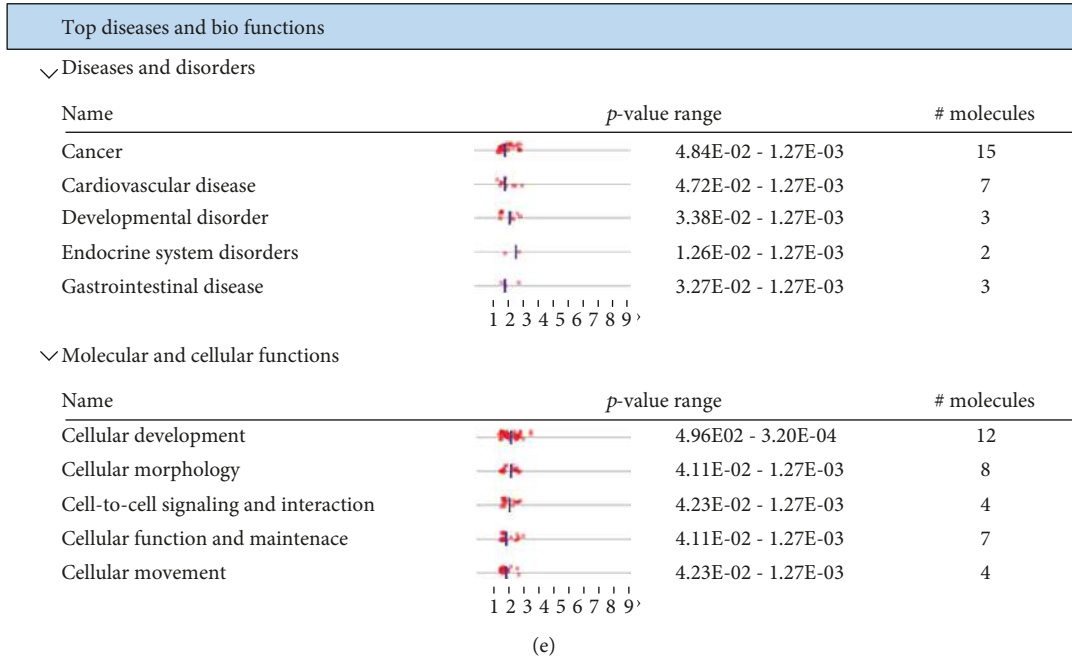 Top diseases and bio functions
Diseases and disorders
Name p-value range # molecules
Cancer 4.84E-02 - 1.27E-03 15
Cardiovascular disease 4.72E-02 - 1.27E-03 7
Developmental disorder 3.38E-02 - 1.27E-03 3
Endocrine system disorders 1.26E-02 - 1.27E-03 2
Gastrointestinal disease 3.27E-02 - 1.27E-03 3
1 2 3 4 5 6 7 8 9 ›
Molecular and cellular functions
Name p-value range # molecules
Cellular development 4.96E02 - 3.20E-04 12
Cellular morphology 4.11E-02 - 1.27E-03 8
Cell-to-cell signaling and interaction 4.23E-02 - 1.27E-03 4
Cellular function and maintenace 4.11E-02 - 1.27E-03 7
Cellular movement 4.23E-02 - 1.27E-03 4
1 2 3 4 5 6 7 8 9 ›
(e)